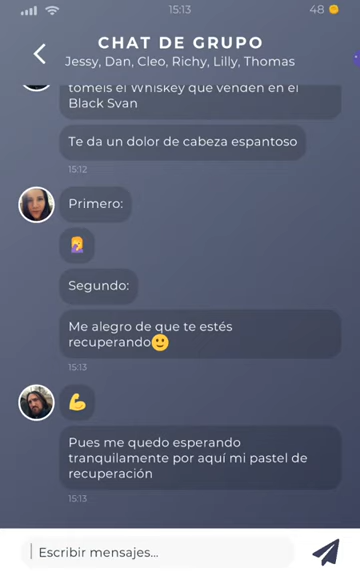 15:13
48
CHAT DE GRUPO
Jessy, Dan, Cleo, Richy, Lilly, Thomas
toméis el Whiskey que venden en el
Black Svan
Te da un dolor de cabeza espantoso
15:12
Primero:
🤦‍♀️
Segundo:
Me alegro de que te estés
recuperando🙂
15:13
💪
Pues me quedo esperando
tranquilamente por aquí mi pastel de
recuperación
15:13
Escribir mensajes...